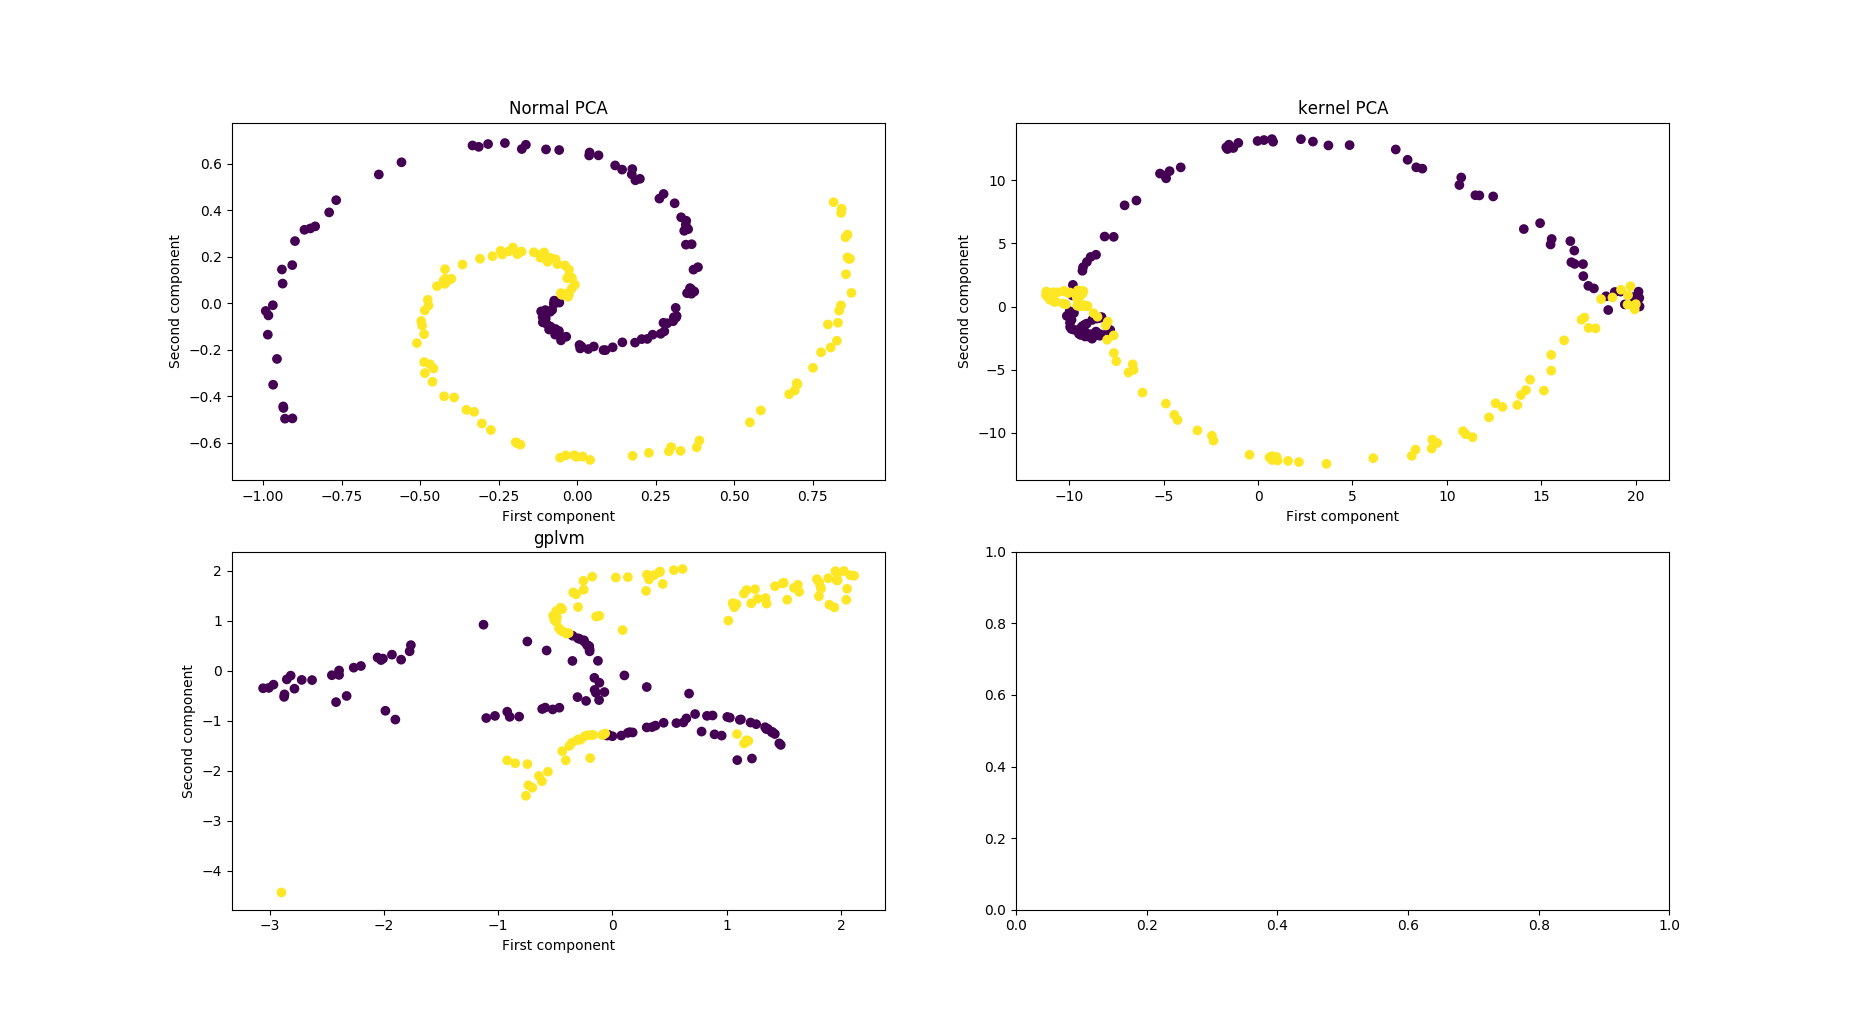 Normal PCA
0.6
0.4
0.2
0.0
−0.2
−0.4
−0.6
Second component
−1.00 −0.75 −0.50 −0.25 0.00 0.25 0.50 0.75
First component
kernel PCA
10
5
0
−5
−10
Second component
−10 −5 0 5 10 15 20
First component
gplvm
2
1
0
−1
−2
−3
−4
Second component
−3 −2 −1 0 1 2
First component
1.0
0.8
0.6
0.4
0.2
0.0
0.0 0.2 0.4 0.6 0.8 1.0